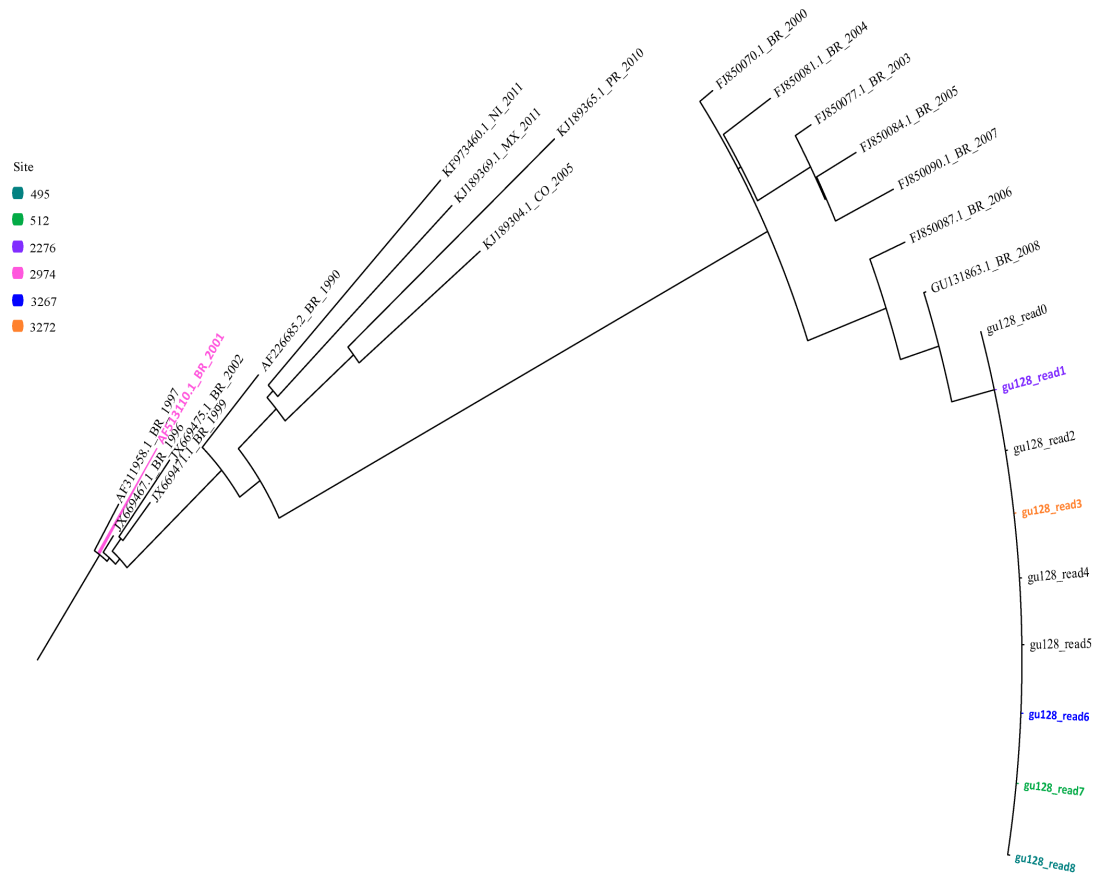 Site
495
512
2276
2974
3267
3272
AF311958.1_BR_1997
JX669467.1_BR_1996
AF513110.1_BR_2001
JX669475.1_BR_2002
JX669471.1_BR_1999
AF226685.2_BR_1990
KF973460.1_NI_2011
KJ189369.1_MX_2011
KJ189365.1_PR_2010
KJ189304.1_CO_2005
FJ850070.1_BR_2000
FJ850081.1_BR_2004
FJ850077.1_BR_2003
FJ850084.1_BR_2005
FJ850090.1_BR_2007
FJ850087.1_BR_2006
GU131863.1_BR_2008
gu128_read0
gu128_read1
gu128_read2
gu128_read3
gu128_read4
gu128_read5
gu128_read6
gu128_read7
gu128_read8